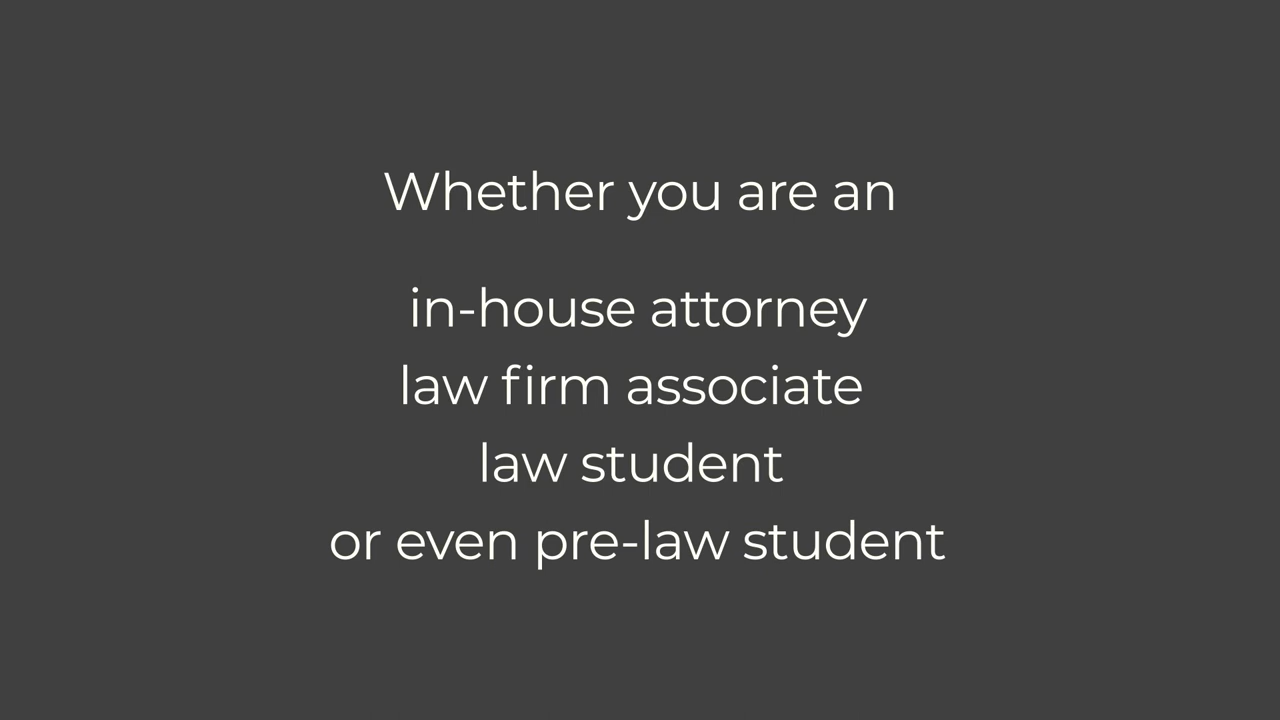 Whether you are an
in-house attorney
law firm associate
law student
or even pre-law student